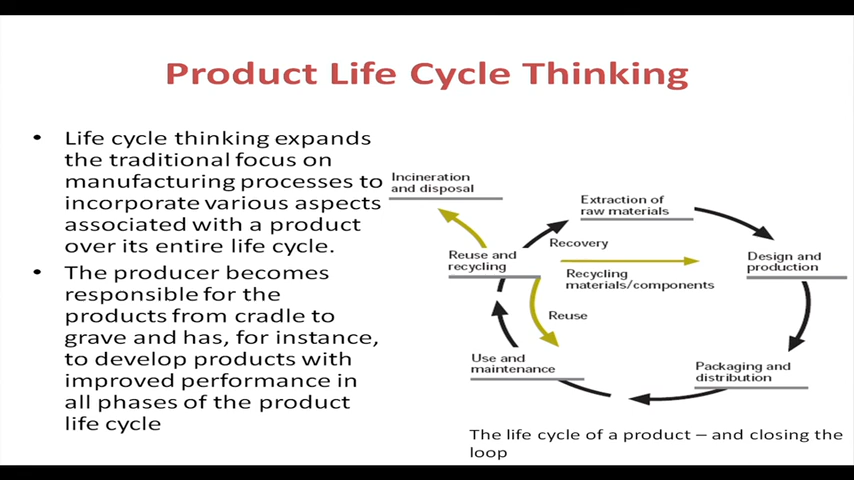 Product Life Cycle Thinking
• Life cycle thinking expands
the traditional focus on
manufacturing processes to
incorporate various aspects
associated with a product
over its entire life cycle.
• The producer becomes
responsible for the
products from cradle to
grave and has, for instance,
to develop products with
improved performance in
all phases of the product
life cycle
Incineration
and disposal
Extraction of
raw materials
Recovery
Reuse and
recycling
Design and
production
Recycling
materials/components
Reuse
Use and
maintenance
Packaging and
distribution
The life cycle of a product – and closing the
loop